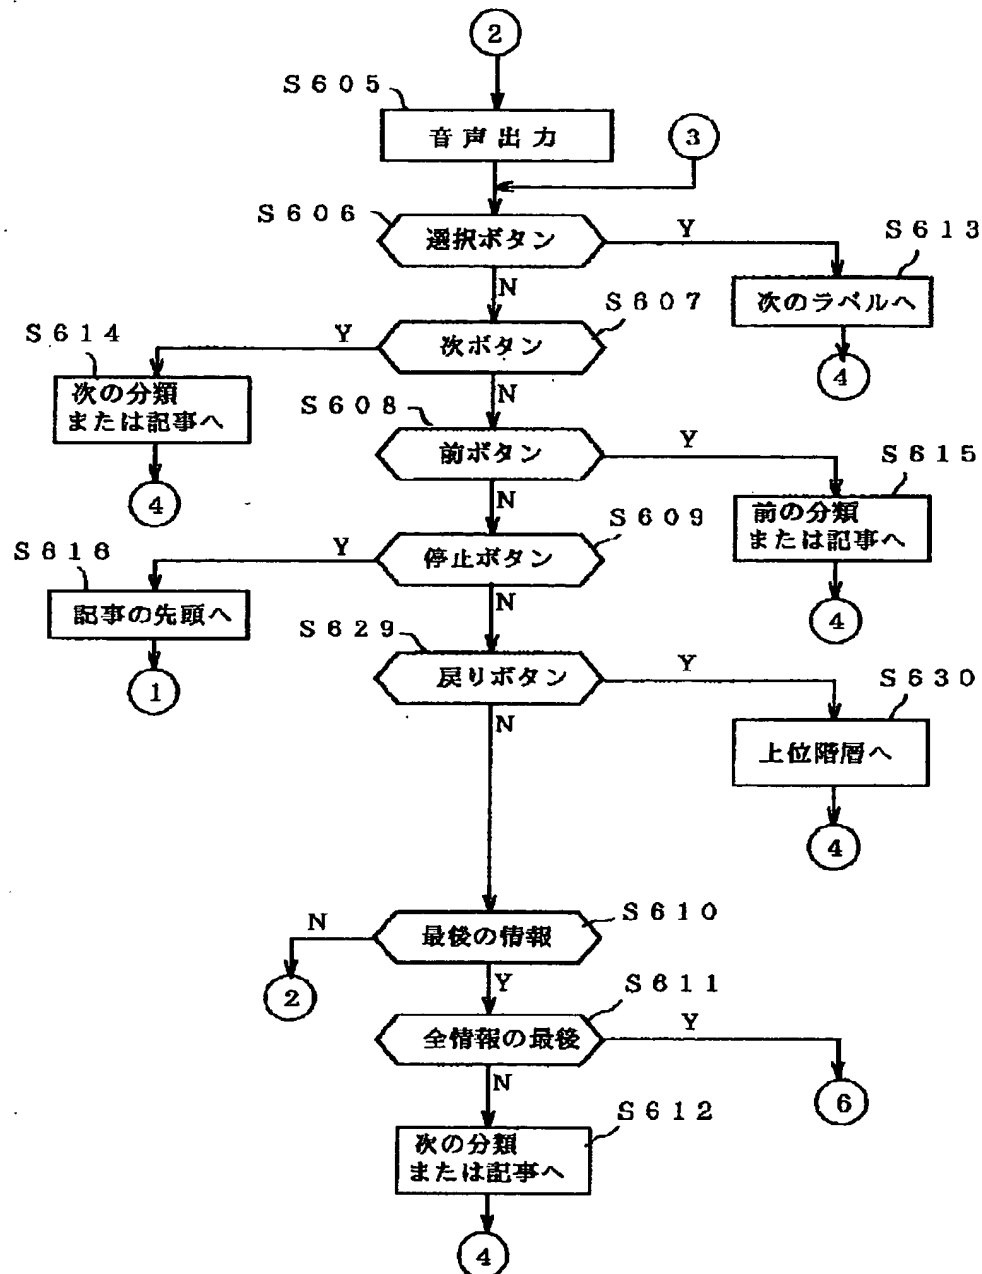 ②
S605
音声出力
③
S606
選択ボタン
Y
S613
次のラベルへ
④
N
S607
次ボタン
Y
S614
次の分類
または記事へ
④
N
S608
前ボタン
Y
S615
前の分類
または記事へ
④
N
S609
停止ボタン
Y
S616
記事の先頭へ
①
N
S629
戻りボタン
Y
S630
上位階層へ
④
N
S610
最後の情報
N
②
Y
S611
全情報の最後
Y
⑥
N
S612
次の分類
または記事へ
④